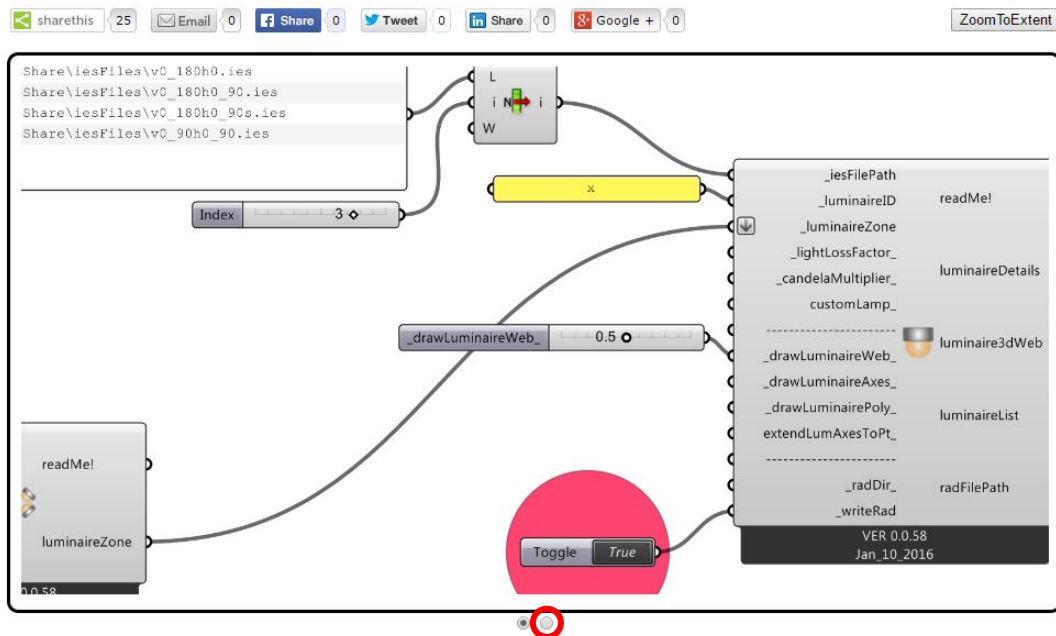 sharethis 25 Email 0 Share 0 Tweet 0 Share 0 Google + 0 ZoomToExtent
Share\iesFiles\v0_180h0.ies
Share\iesFiles\v0_180h0_90.ies
Share\iesFiles\v0_180h0_90s.ies
Share\iesFiles\v0_90h0_90.ies
L
i N i
W
x
Index 3
_drawLuminaireWeb_ 0.5
_iesFilePath
_luminaireID
_luminaireZone
_lightLossFactor_
_candelaMultiplier_
customLamp_
----------------------
_drawLuminaireWeb_
_drawLuminaireAxes_
_drawLuminairePoly_
extendLumAxesToPt_
----------------------
_radDir_
_writeRad
readMe!
luminaireDetails
luminaire3dWeb
luminaireList
radFilePath
VER 0.0.58
Jan_10_2016
readMe!
luminaireZone
0.0.58
Toggle True